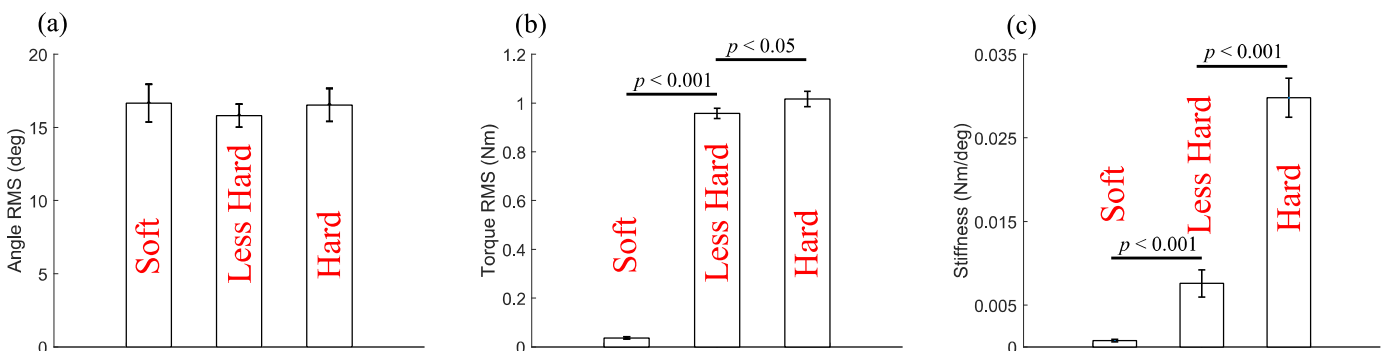 (a)
20
15
10
5
0
Angle RMS (deg)
Soft
Less Hard
Hard
(b)
1.2
1
0.8
0.6
0.4
0.2
0
Torque RMS (Nm)
p < 0.001
p < 0.05
Soft
Less Hard
Hard
(c)
0.035
0.025
0.015
0.005
0
Stiffness (Nm/deg)
p < 0.001
p < 0.001
Soft
Less Hard
Hard